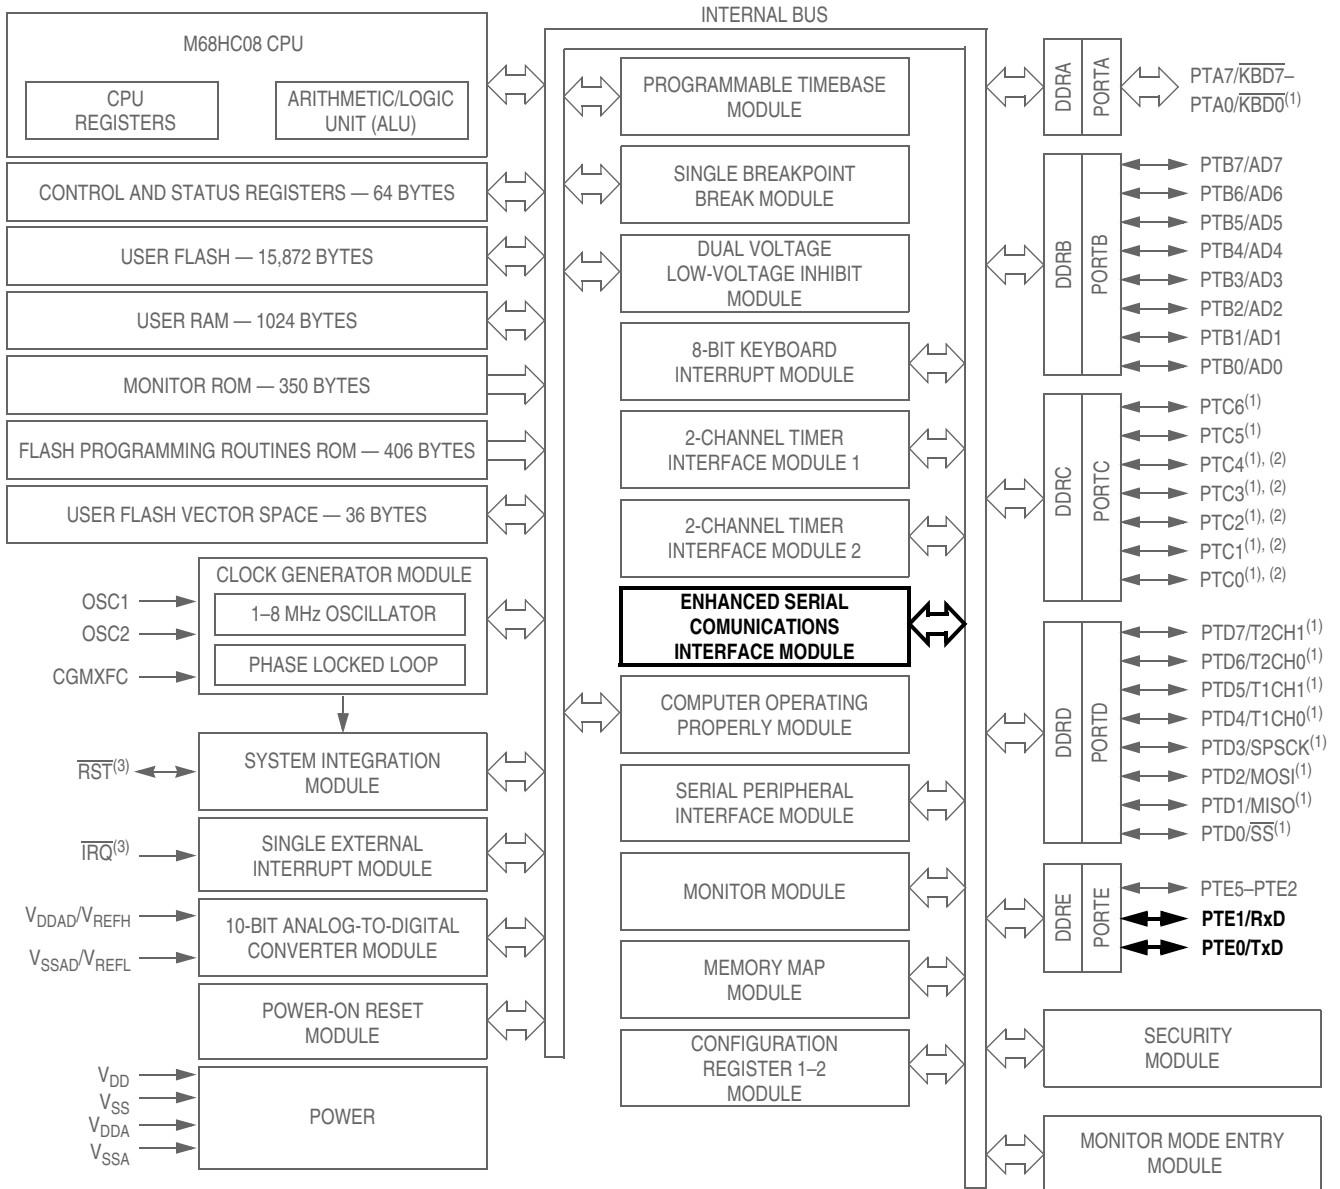 INTERNAL BUS
M68HC08 CPU
CPU
REGISTERS
ARITHMETIC/LOGIC
UNIT (ALU)
CONTROL AND STATUS REGISTERS — 64 BYTES
USER FLASH — 15,872 BYTES
USER RAM — 1024 BYTES
MONITOR ROM — 350 BYTES
FLASH PROGRAMMING ROUTINES ROM — 406 BYTES
USER FLASH VECTOR SPACE — 36 BYTES
CLOCK GENERATOR MODULE
1–8 MHz OSCILLATOR
PHASE LOCKED LOOP
OSC1
OSC2
CGMXFC
SYSTEM INTEGRATION
MODULE
RST(3)
SINGLE EXTERNAL
INTERRUPT MODULE
IRQ(3)
10-BIT ANALOG-TO-DIGITAL
CONVERTER MODULE
VDDAD/VREFH
VSSAD/VREFL
POWER-ON RESET
MODULE
POWER
VDD
VSS
VDDA
VSSA
PROGRAMMABLE TIMEBASE
MODULE
SINGLE BREAKPOINT
BREAK MODULE
DUAL VOLTAGE
LOW-VOLTAGE INHIBIT
MODULE
8-BIT KEYBOARD
INTERRUPT MODULE
2-CHANNEL TIMER
INTERFACE MODULE 1
2-CHANNEL TIMER
INTERFACE MODULE 2
ENHANCED SERIAL
COMUNICATIONS
INTERFACE MODULE
COMPUTER OPERATING
PROPERLY MODULE
SERIAL PERIPHERAL
INTERFACE MODULE
MONITOR MODULE
MEMORY MAP
MODULE
CONFIGURATION
REGISTER 1–2
MODULE
DDRA
PORTA
PTA7/KBD7–
PTA0/KBD0(1)
DDRB
PORTB
PTB7/AD7
PTB6/AD6
PTB5/AD5
PTB4/AD4
PTB3/AD3
PTB2/AD2
PTB1/AD1
PTB0/AD0
DDRC
PORTC
PTC6(1)
PTC5(1)
PTC4(1), (2)
PTC3(1), (2)
PTC2(1), (2)
PTC1(1), (2)
PTC0(1), (2)
DDRD
PORTD
PTD7/T2CH1(1)
PTD6/T2CH0(1)
PTD5/T1CH1(1)
PTD4/T1CH0(1)
PTD3/SPSCK(1)
PTD2/MOSI(1)
PTD1/MISO(1)
PTD0/SS(1)
DDRE
PORTE
PTE5–PTE2
PTE1/RxD
PTE0/TxD
SECURITY
MODULE
MONITOR MODE ENTRY
MODULE